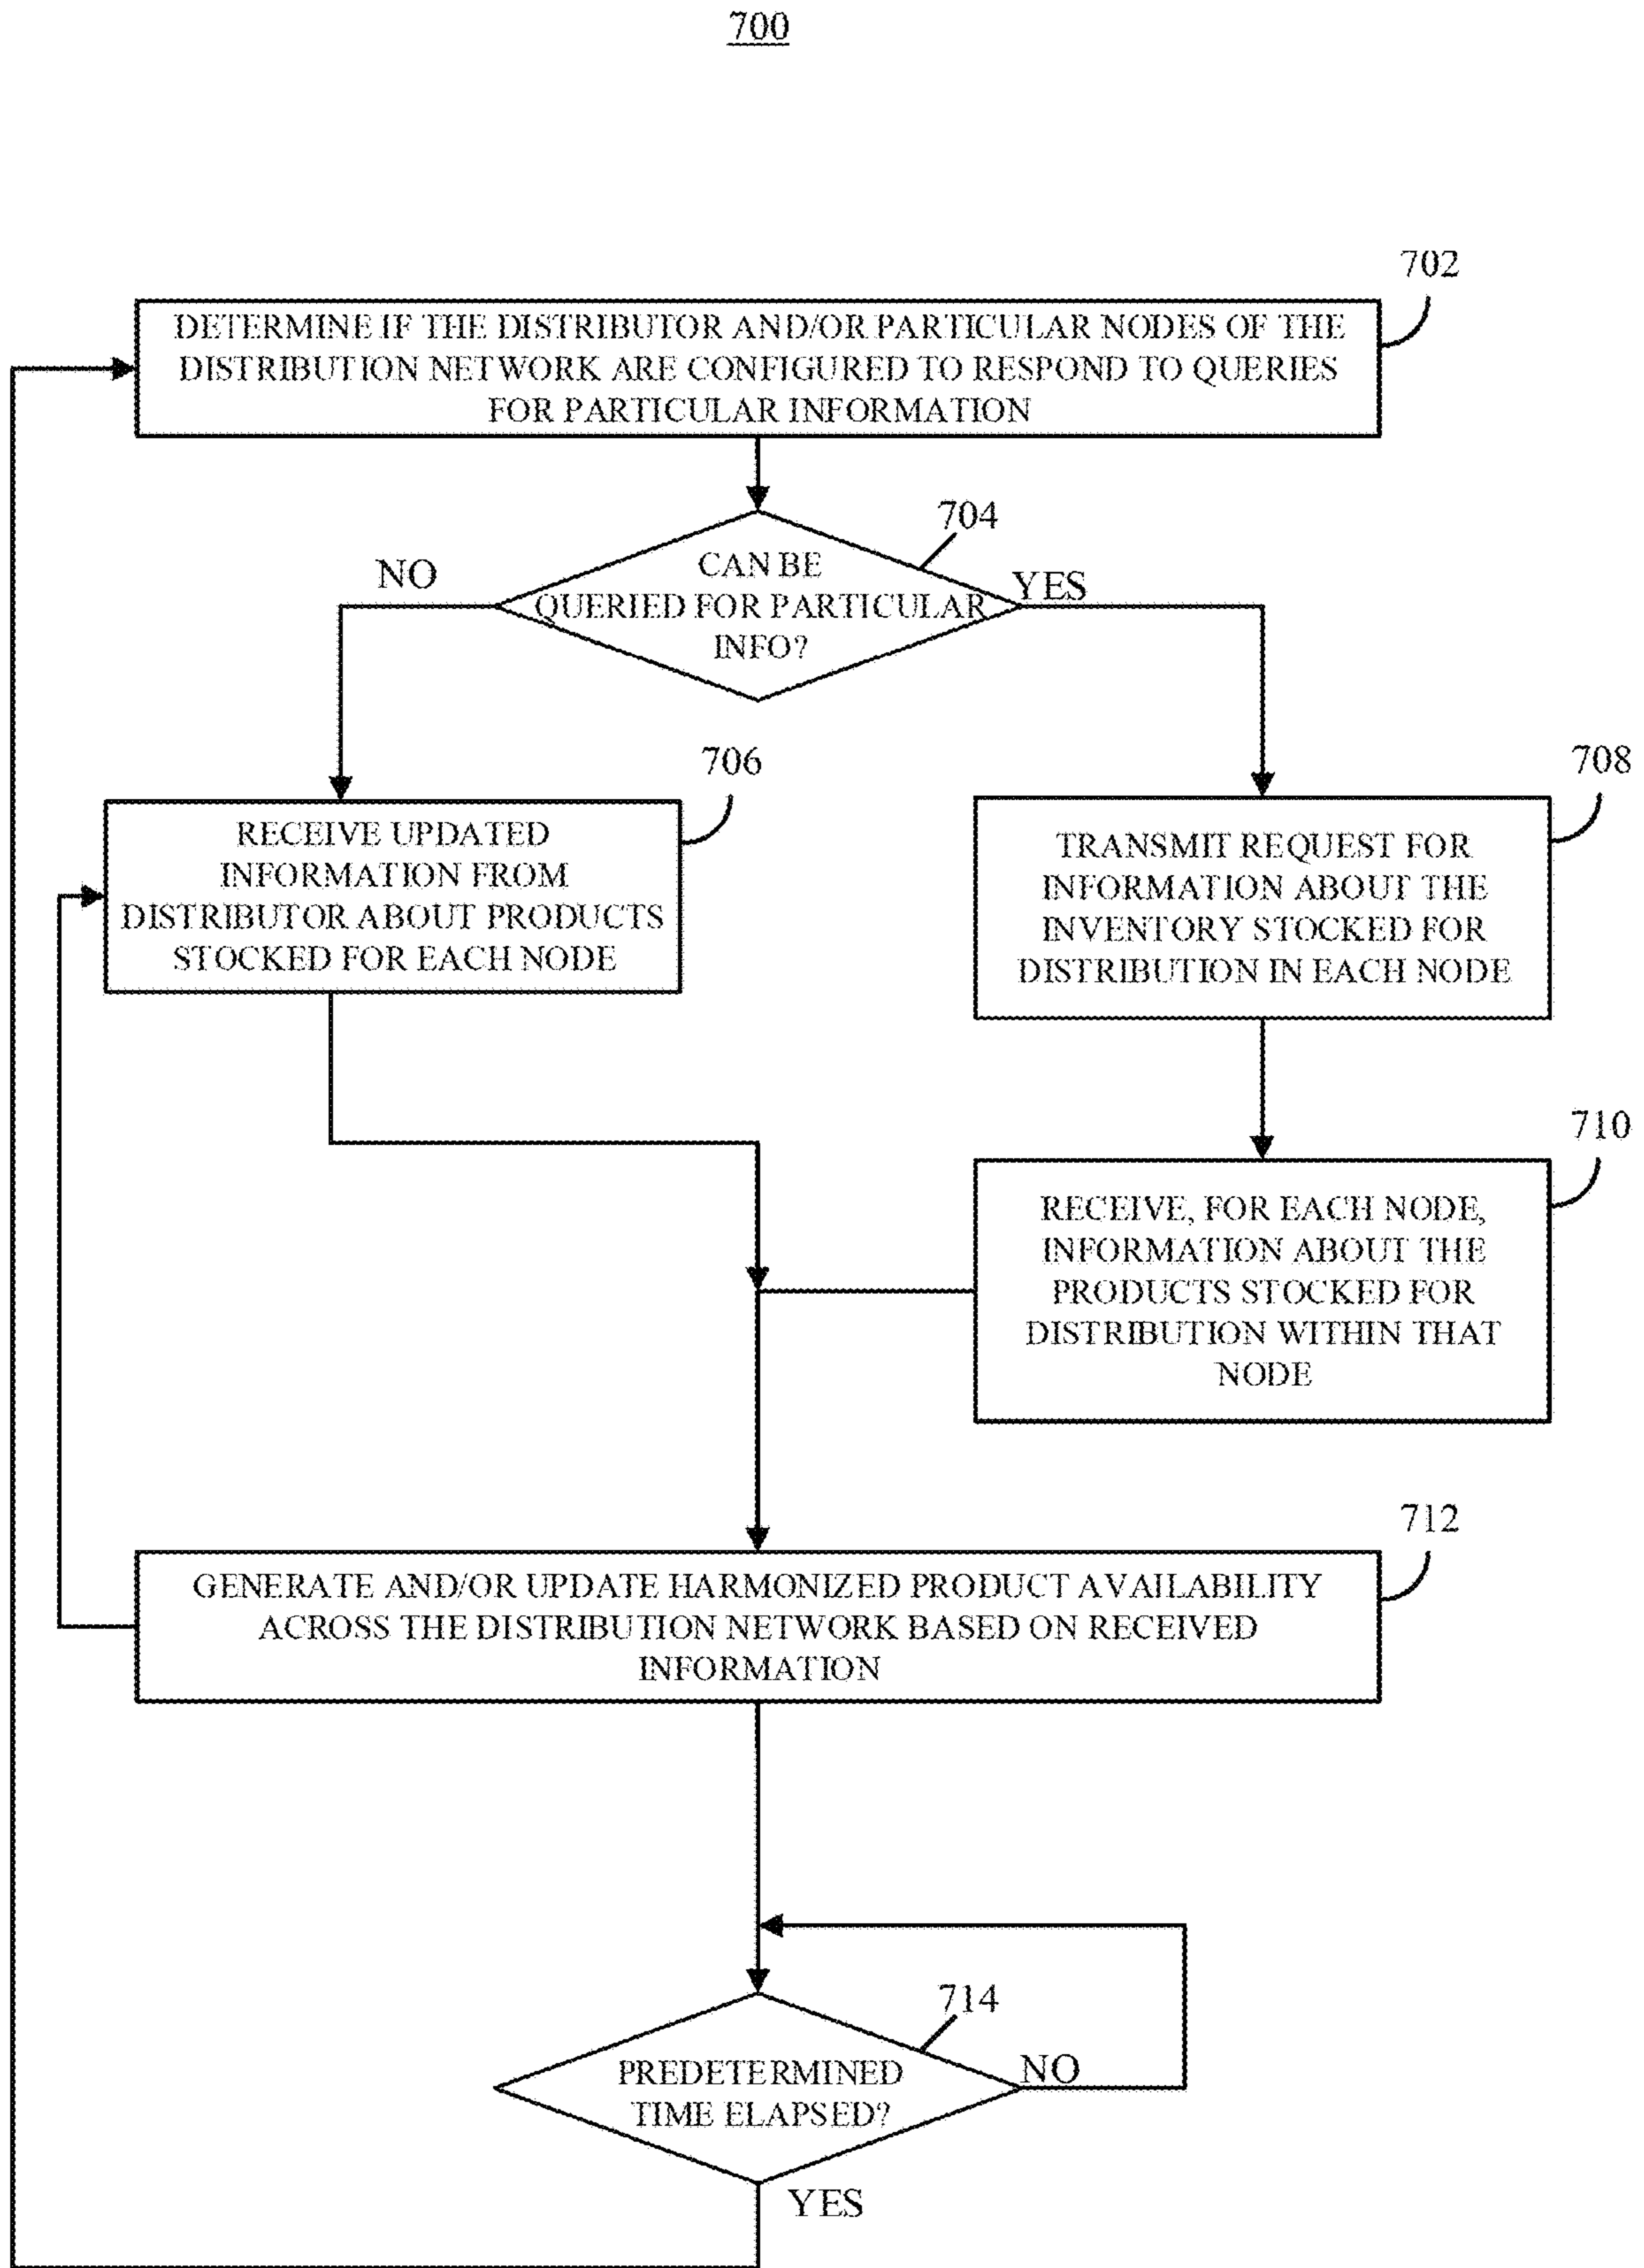 700
702
DETERMINE IF THE DISTRIBUTOR AND/OR PARTICULAR NODES OF THE
DISTRIBUTION NETWORK ARE CONFIGURED TO RESPOND TO QUERIES
FOR PARTICULAR INFORMATION
704
NO
CAN BE
QUERIED FOR PARTICULAR
INFO?
YES
706
RECEIVE UPDATED
INFORMATION FROM
DISTRIBUTOR ABOUT PRODUCTS
STOCKED FOR EACH NODE
708
TRANSMIT REQUEST FOR
INFORMATION ABOUT THE
INVENTORY STOCKED FOR
DISTRIBUTION IN EACH NODE
710
RECEIVE, FOR EACH NODE,
INFORMATION ABOUT THE
PRODUCTS STOCKED FOR
DISTRIBUTION WITHIN THAT
NODE
712
GENERATE AND/OR UPDATE HARMONIZED PRODUCT AVAILABILITY
ACROSS THE DISTRIBUTION NETWORK BASED ON RECEIVED
INFORMATION
714
PREDETERMINED
TIME ELAPSED?
NO
YES